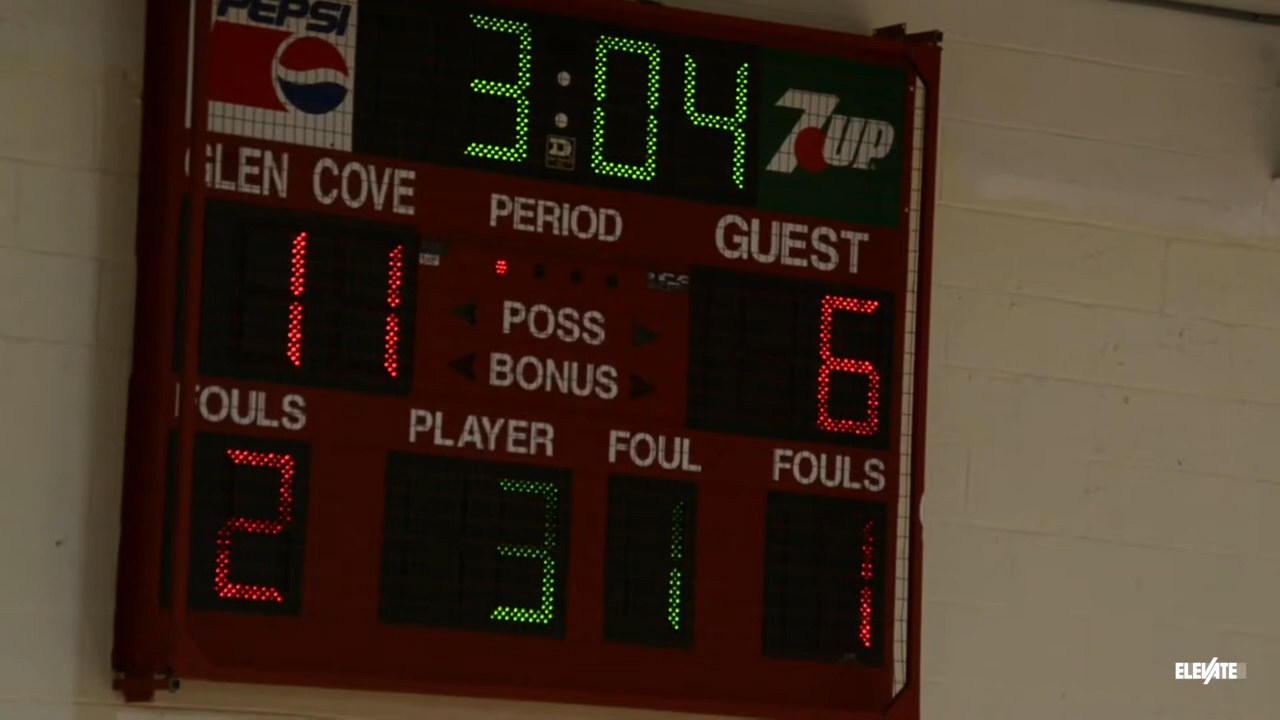 PEPSI
3:04
7UP
GLEN COVE
PERIOD
GUEST
11
6
POSS
BONUS
FOULS
PLAYER
FOUL
FOULS
2
3
1
1
ELEVATE